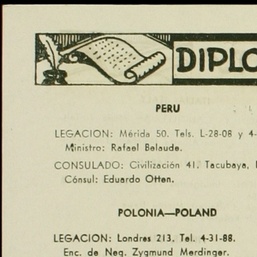 DIPLO
PERU
LEGACION: Mérida 50. Tels. L-28-08 y 4-
Ministro: Rafael Belaude.
CONSULADO: Civilización 41, Tacubaya,
Cónsul: Eduardo Otten.
POLONIA—POLAND
LEGACION: Londres 213. Tel. 4-31-88.
Enc. de Neg. Zygmund Merdinger.